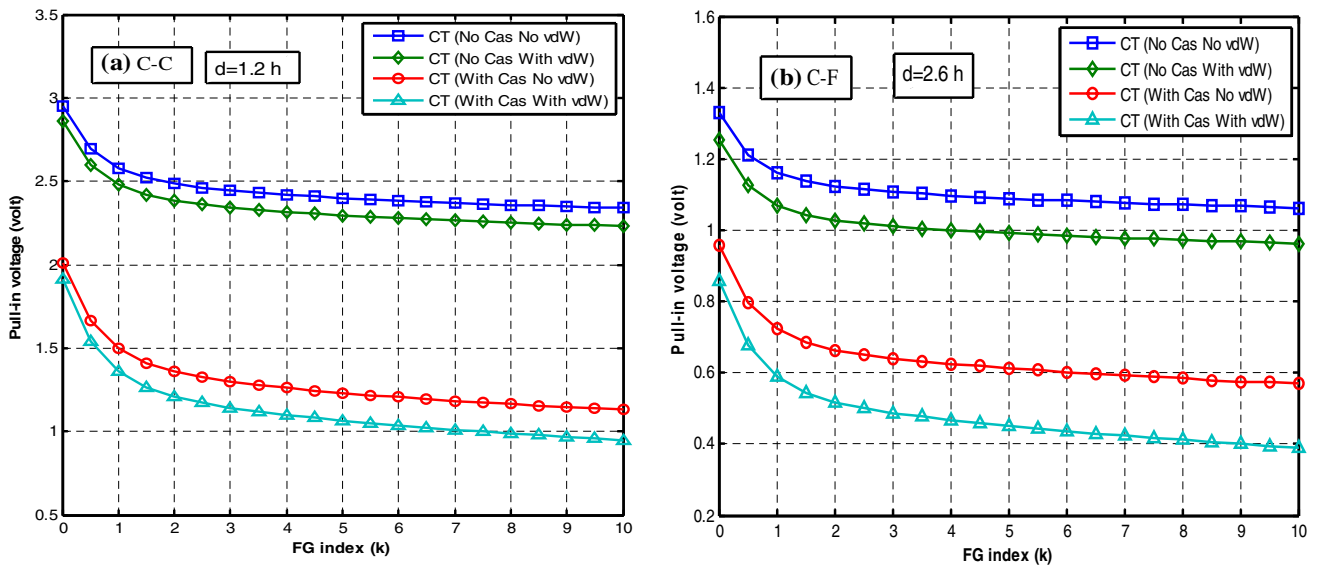 (a) C-C
d=1.2 h
CT (No Cas No vdW)
CT (No Cas With vdW)
CT (With Cas No vdW)
CT (With Cas With vdW)
Pull-in voltage (volt)
3.5
3
2.5
2
1.5
1
0.5
0 1 2 3 4 5 6 7 8 9 10
FG index (k)
(b) C-F
d=2.6 h
CT (No Cas No vdW)
CT (No Cas With vdW)
CT (With Cas No vdW)
CT (With Cas With vdW)
Pull-in voltage (volt)
1.6
1.4
1.2
1
0.8
0.6
0.4
0.2
0 1 2 3 4 5 6 7 8 9 10
FG index (k)